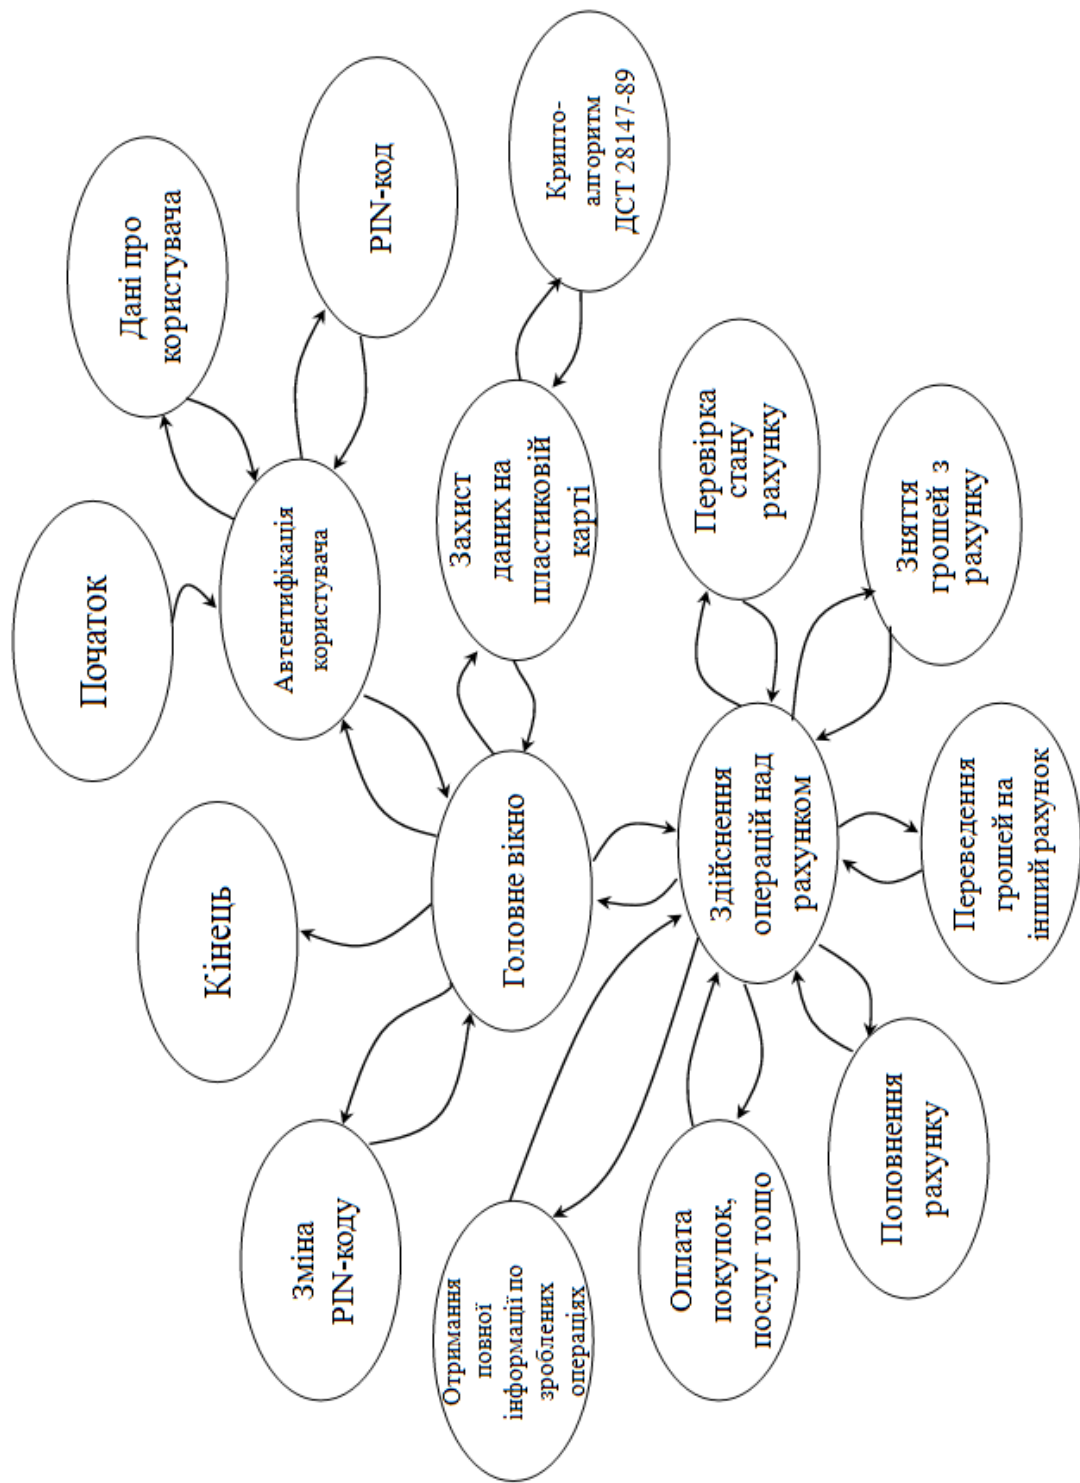 Початок
Дані про
користувача
Автентифікація
користувача
PIN-код
Кінець
Зміна
PIN-коду
Головне вікно
Захист
даних на
пластиковій
карті
Крипто-
алгоритм
ДСТ 28147-89
Отримання
повної
інформації по
зроблених
операціях
Здійснення
операцій над
рахунком
Перевірка
стану
рахунку
Оплата
покупок,
послуг тощо
Поповнення
рахунку
Переведення
грошей на
інший рахунок
Зняття
грошей з
рахунку